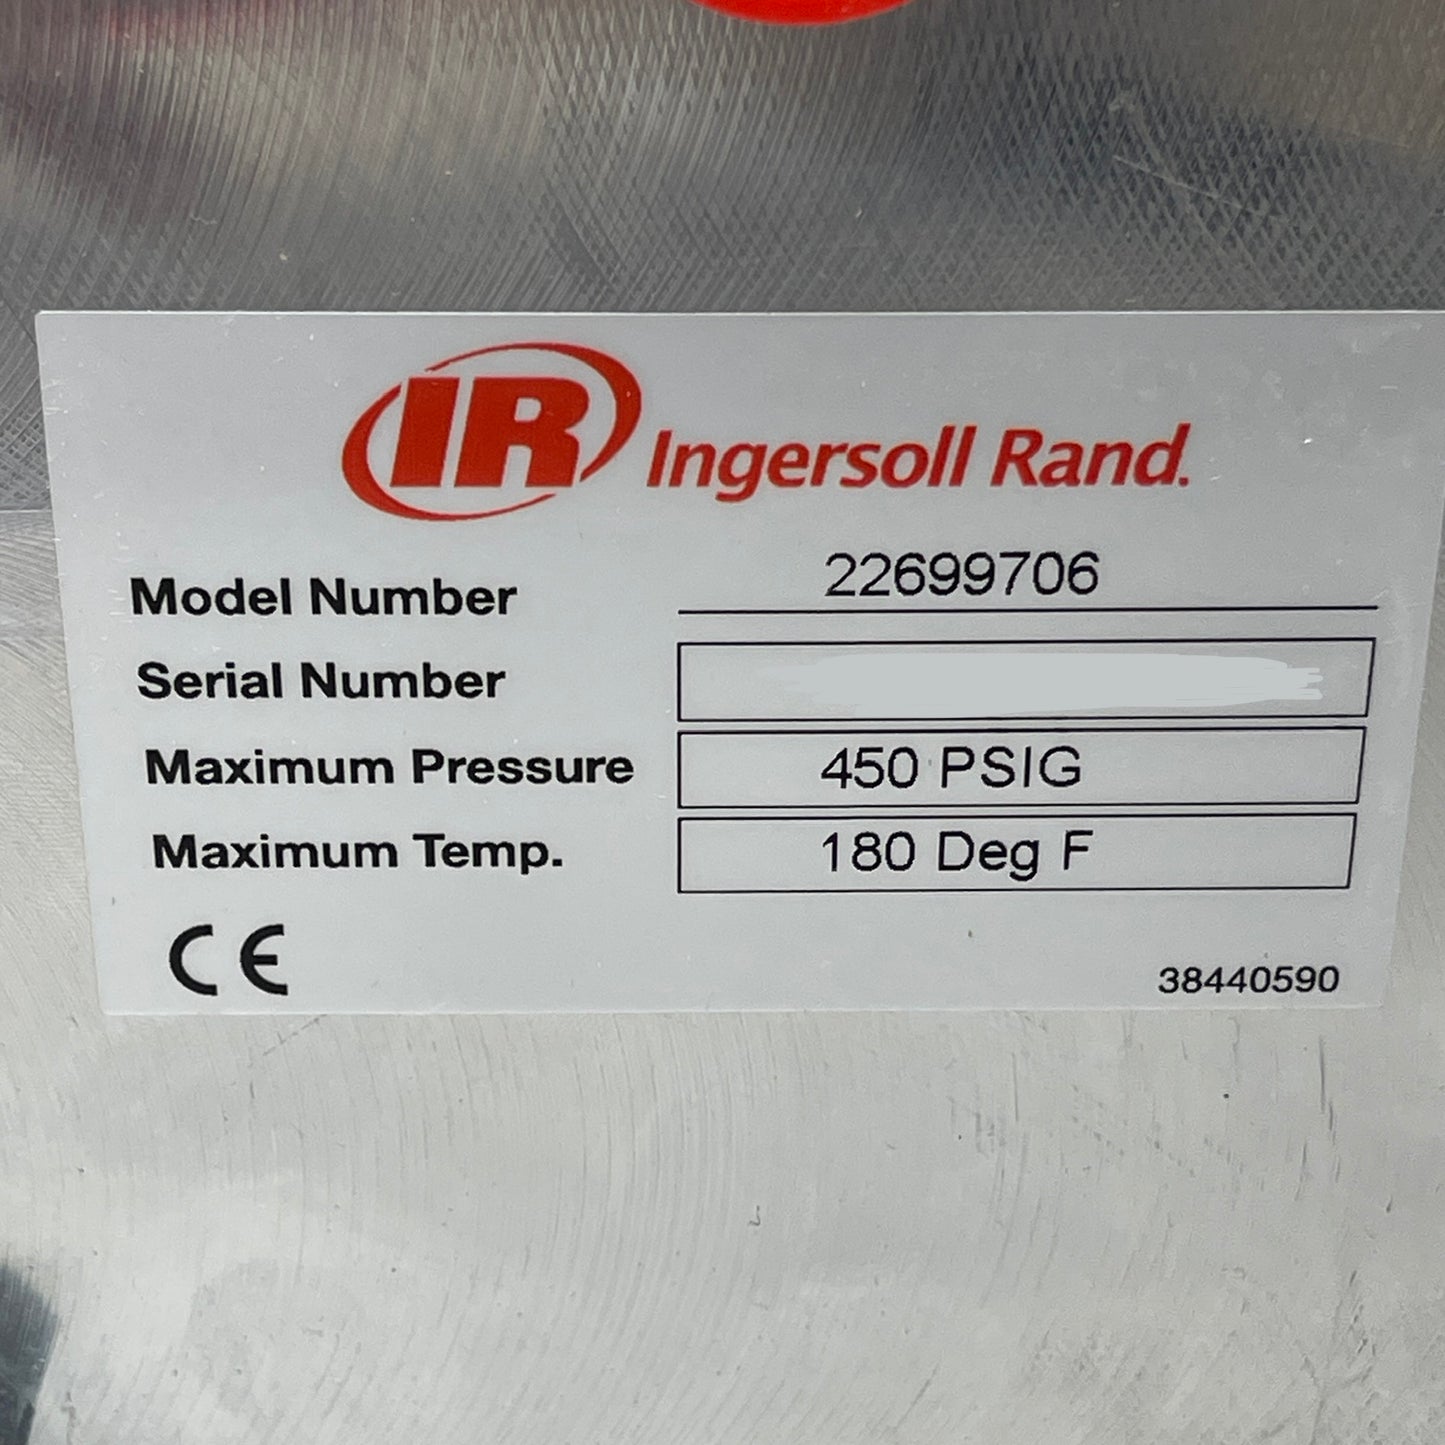 IR Ingersoll Rand.
Model Number 22699706
Serial Number
Maximum Pressure 450 PSIG
Maximum Temp. 180 Deg F
CE 38440590